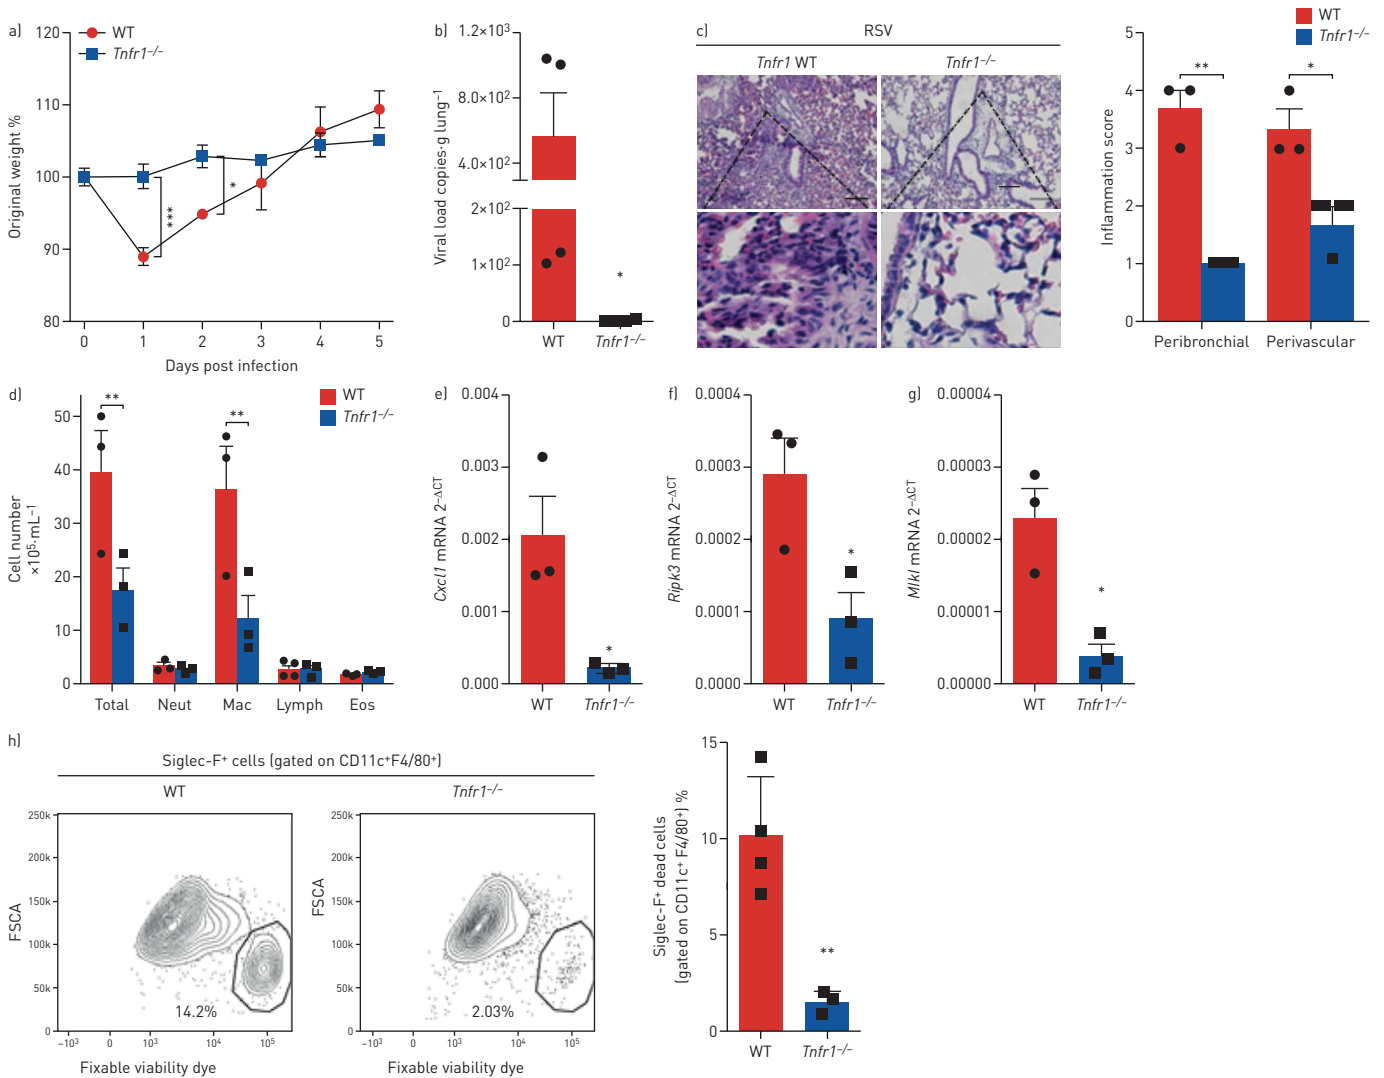 a)
WT
Tnfr1–/–
Original weight %
120
110
100
90
80
***
*
0 1 2 3 4 5
Days post infection
b)
Viral load copies·g lung–1
1.2×103
8.0×102
4.0×102
2×102
1×102
0
*
WT Tnfr1–/–
c)
RSV
Tnfr1 WT Tnfr1–/–
WT
Tnfr1–/–
Inflammation score
5
4
3
2
1
0
** *
Peribronchial Perivascular
d)
WT
Tnfr1–/–
Cell number
×105·mL–1
50
40
30
20
10
0
** **
Total Neut Mac Lymph Eos
e)
Cxcl1 mRNA 2–ΔCT
0.004
0.003
0.002
0.001
0.000
*
WT Tnfr1–/–
f)
Ripk3 mRNA 2–ΔCT
0.0004
0.0003
0.0002
0.0001
0.0000
*
WT Tnfr1–/–
g)
Mlkl mRNA 2–ΔCT
0.00004
0.00003
0.00002
0.00001
0.00000
*
WT Tnfr1–/–
h)
Siglec-F+ cells (gated on CD11c+F4/80+)
WT Tnfr1–/–
FSCA
250k
200k
150k
100k
50k
0
14.2%
–103 0 103 104 105
Fixable viability dye
FSCA
250k
200k
150k
100k
50k
0
2.03%
–103 0 103 104 105
Fixable viability dye
Siglec-F+ dead cells
(gated on CD11c+ F4/80+) %
15
10
5
0
**
WT Tnfr1–/–